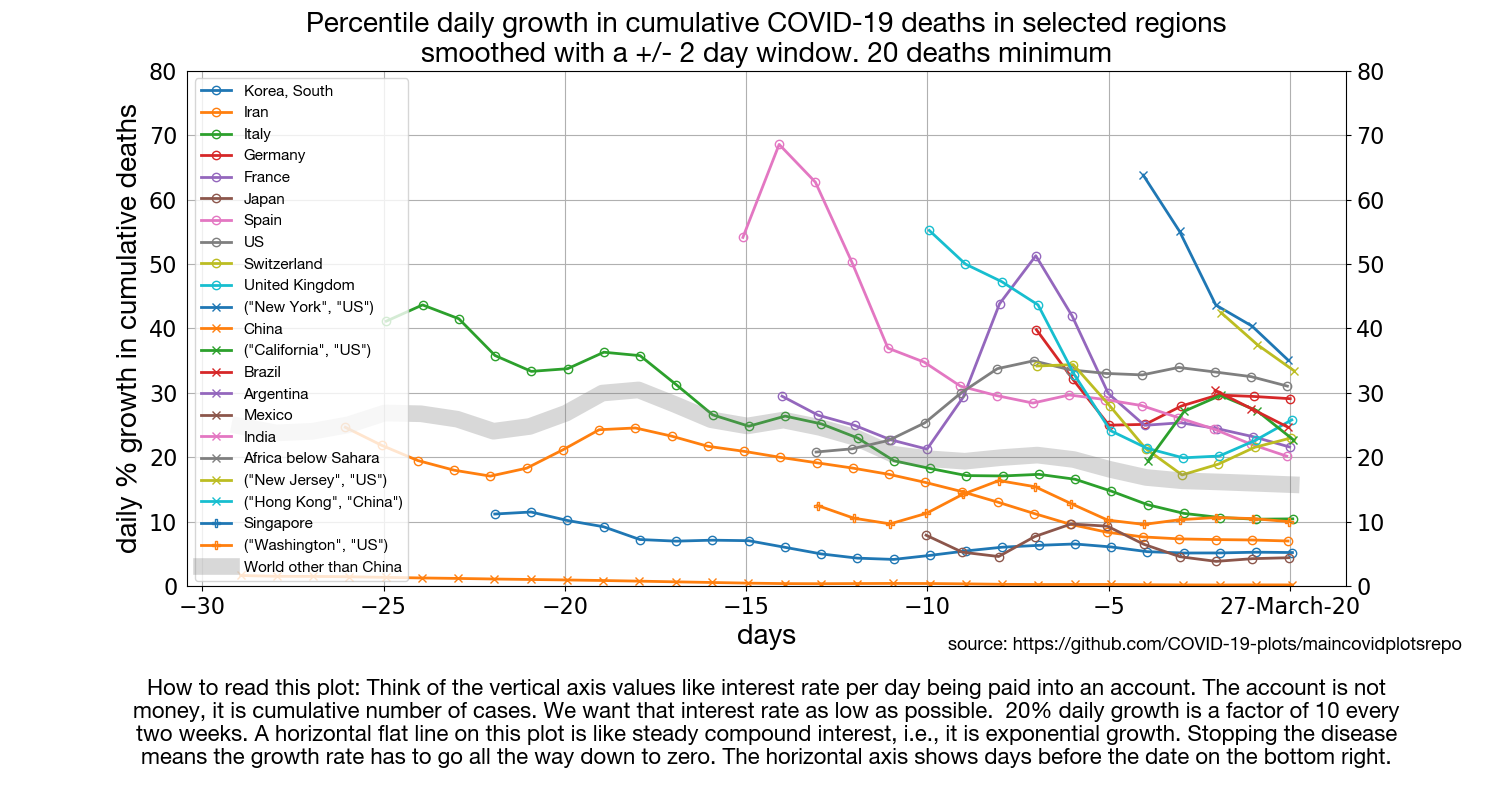 Percentile daily growth in cumulative COVID-19 deaths in selected regions
smoothed with a +/- 2 day window. 20 deaths minimum
daily % growth in cumulative deaths
80
70
60
50
40
30
20
10
0
Korea, South
Iran
Italy
Germany
France
Japan
Spain
US
Switzerland
United Kingdom
("New York", "US")
China
("California", "US")
Brazil
Argentina
Mexico
India
Africa below Sahara
("New Jersey", "US")
("Hong Kong", "China")
Singapore
("Washington", "US")
World other than China
80
70
60
50
40
30
20
10
0
−30 −25 −20 −15 −10 −5 27-March-20
days
source: https://github.com/COVID-19-plots/maincovidplotsrepo
How to read this plot: Think of the vertical axis values like interest rate per day being paid into an account. The account is not
money, it is cumulative number of cases. We want that interest rate as low as possible.  20% daily growth is a factor of 10 every
two weeks. A horizontal flat line on this plot is like steady compound interest, i.e., it is exponential growth. Stopping the disease
means the growth rate has to go all the way down to zero. The horizontal axis shows days before the date on the bottom right.